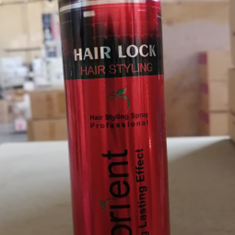 HAIR LOCK
HAIR STYLING
Hair Styling Spray
Professional
orient
Lasting Effect